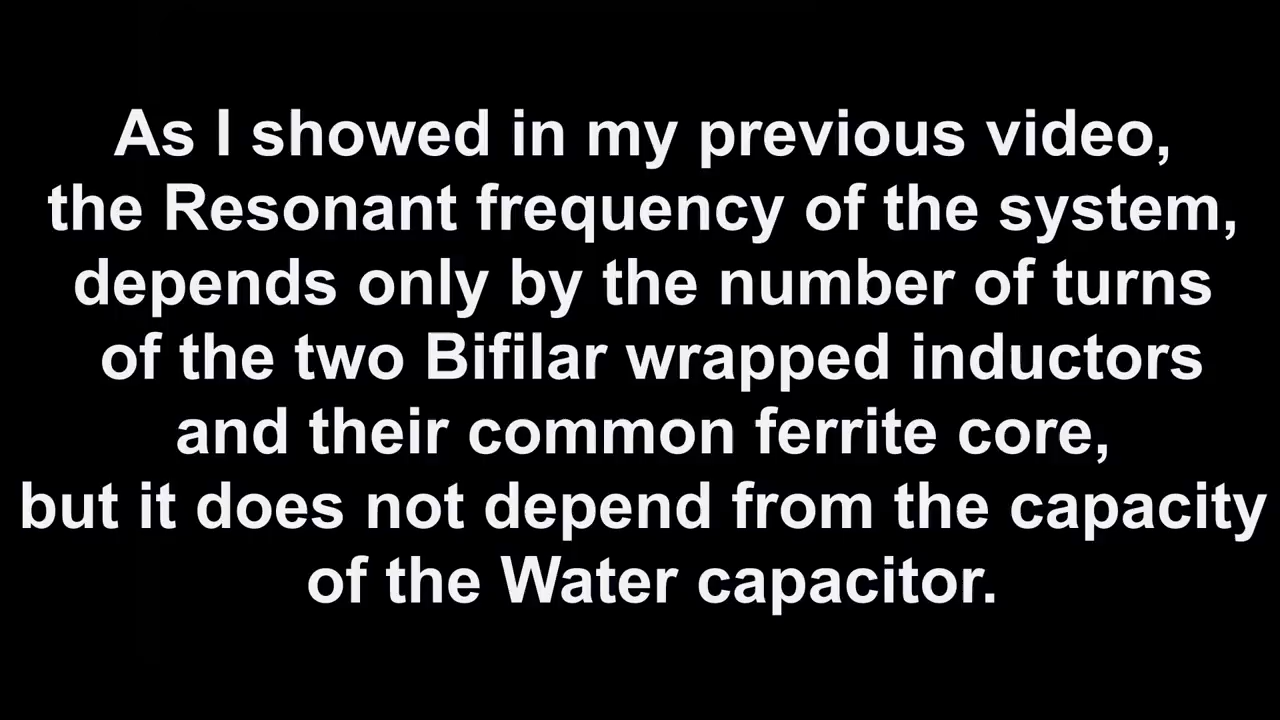 As I showed in my previous video,
the Resonant frequency of the system,
depends only by the number of turns
of the two Bifilar wrapped inductors
and their common ferrite core,
but it does not depend from the capacity
of the Water capacitor.